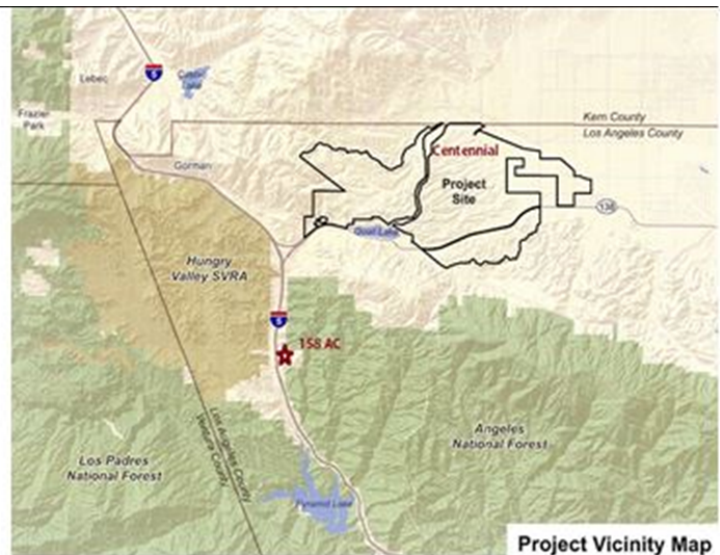 5
Lebec
Castac
Lake
Frazier
Park
Kern County
Los Angeles County
Gorman
Centennial
Project
Site
138
Quail Lake
Hungry
Valley SVRA
5
158 AC
Los Angeles County
Ventura County
Angeles
National Forest
Los Padres
National Forest
Pyramid Lake
Project Vicinity Map